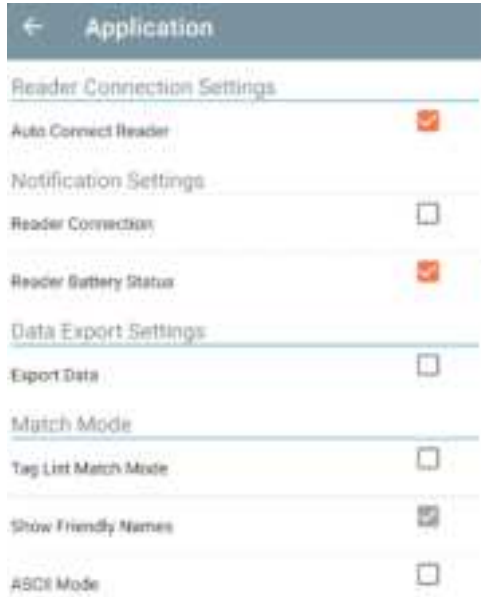 Application
Reader Connection Settings
Auto Connect Reader
Notification Settings
Reader Connection
Reader Battery Status
Data Export Settings
Export Data
Match Mode
Tag List Match Mode
Show Friendly Names
ASCII Mode